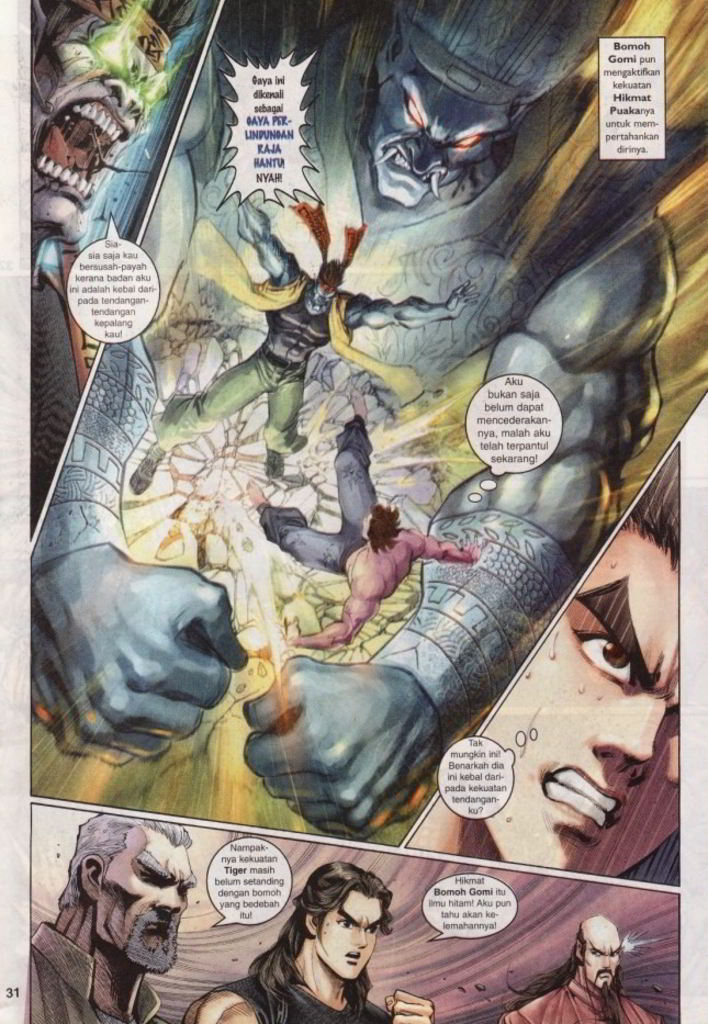 Bomoh
Gomi pun
mengaktifkan
kekuatan
Hikmat
Puakanya
untuk mem-
pertahankan
dirinya.
Gaya ini
dikenali
sebagai
GAYA PER-
LINDUNGAN
RAJA
HANTU!
NYAH!
Sia-
sia saja kau
bersusah-payah
kerana badan aku
ini adalah kebal dari-
pada tendangan-
tendangan
kepalang
kau!
Aku
bukan saja
belum dapat
mencederakan-
nya, malah aku
telah terpantul
sekarang!
Tak
mungkin ini!
Benarkah dia
ini kebal dari-
pada kekuatan
tendangan-
ku?
Nampak-
nya kekuatan
Tiger masih
belum setanding
dengan bomoh
yang bedebah
itu!
Hikmat
Bomoh Gomi itu
ilmu hitam! Aku pun
tahu akan ke-
lemahannya!
31